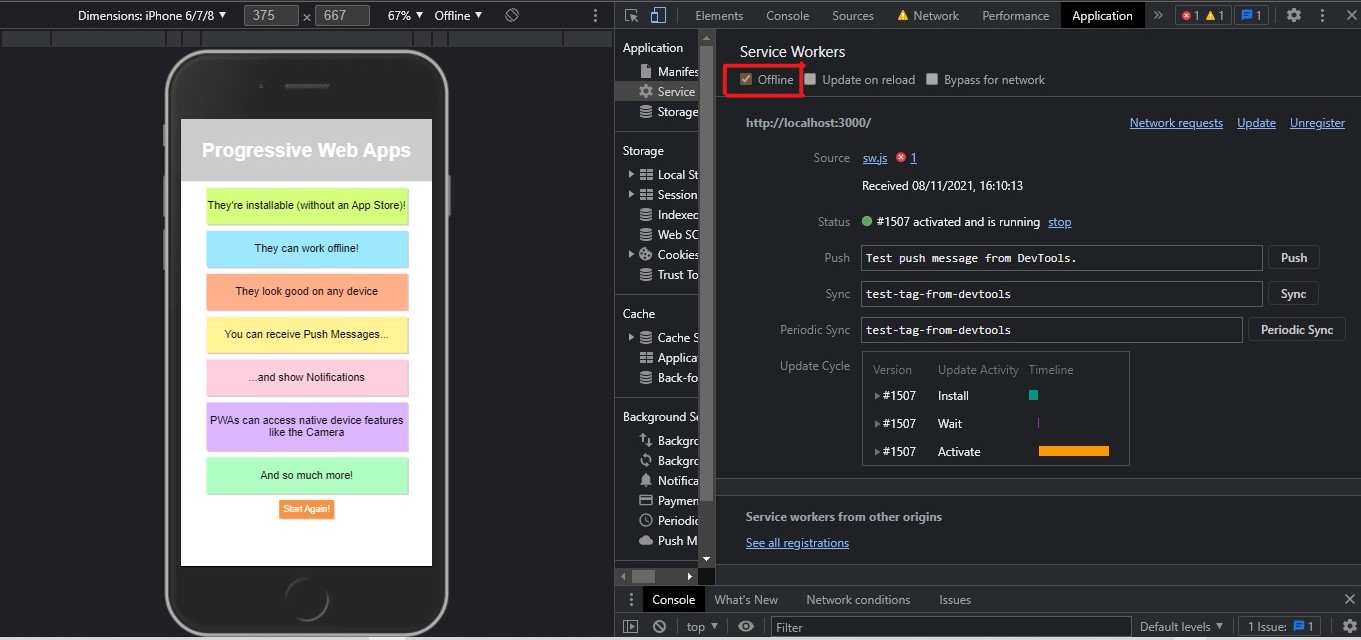 Dimensions: iPhone 6/7/8 ▼ 375 × 667 67% ▼ Offline ▼
Elements Console Sources Network Performance Application » 1 1 1
Progressive Web Apps
They're installable (without an App Store)!
They can work offline!
They look good on any device
You can receive Push Messages...
...and show Notifications
PWAs can access native device features
like the Camera
And so much more!
Start Again!
Application
Manifes
Service
Storage
Storage
Local St
Session
Indexed
Web SQ
Cookies
Trust To
Cache
Cache S
Applica
Back-fo
Background Se
Backgro
Backgro
Notifica
Paymen
Periodic
Push M
Service Workers
Offline Update on reload Bypass for network
http://localhost:3000/ Network requests Update Unregister
Source sw.js 1
Received 08/11/2021, 16:10:13
Status #1507 activated and is running stop
Push Test push message from DevTools. Push
Sync test-tag-from-devtools Sync
Periodic Sync test-tag-from-devtools Periodic Sync
Update Cycle Version Update Activity Timeline
#1507 Install
#1507 Wait
#1507 Activate
Service workers from other origins
See all registrations
Console What's New Network conditions Issues
top ▼ Filter Default levels ▼ 1 Issue: 1